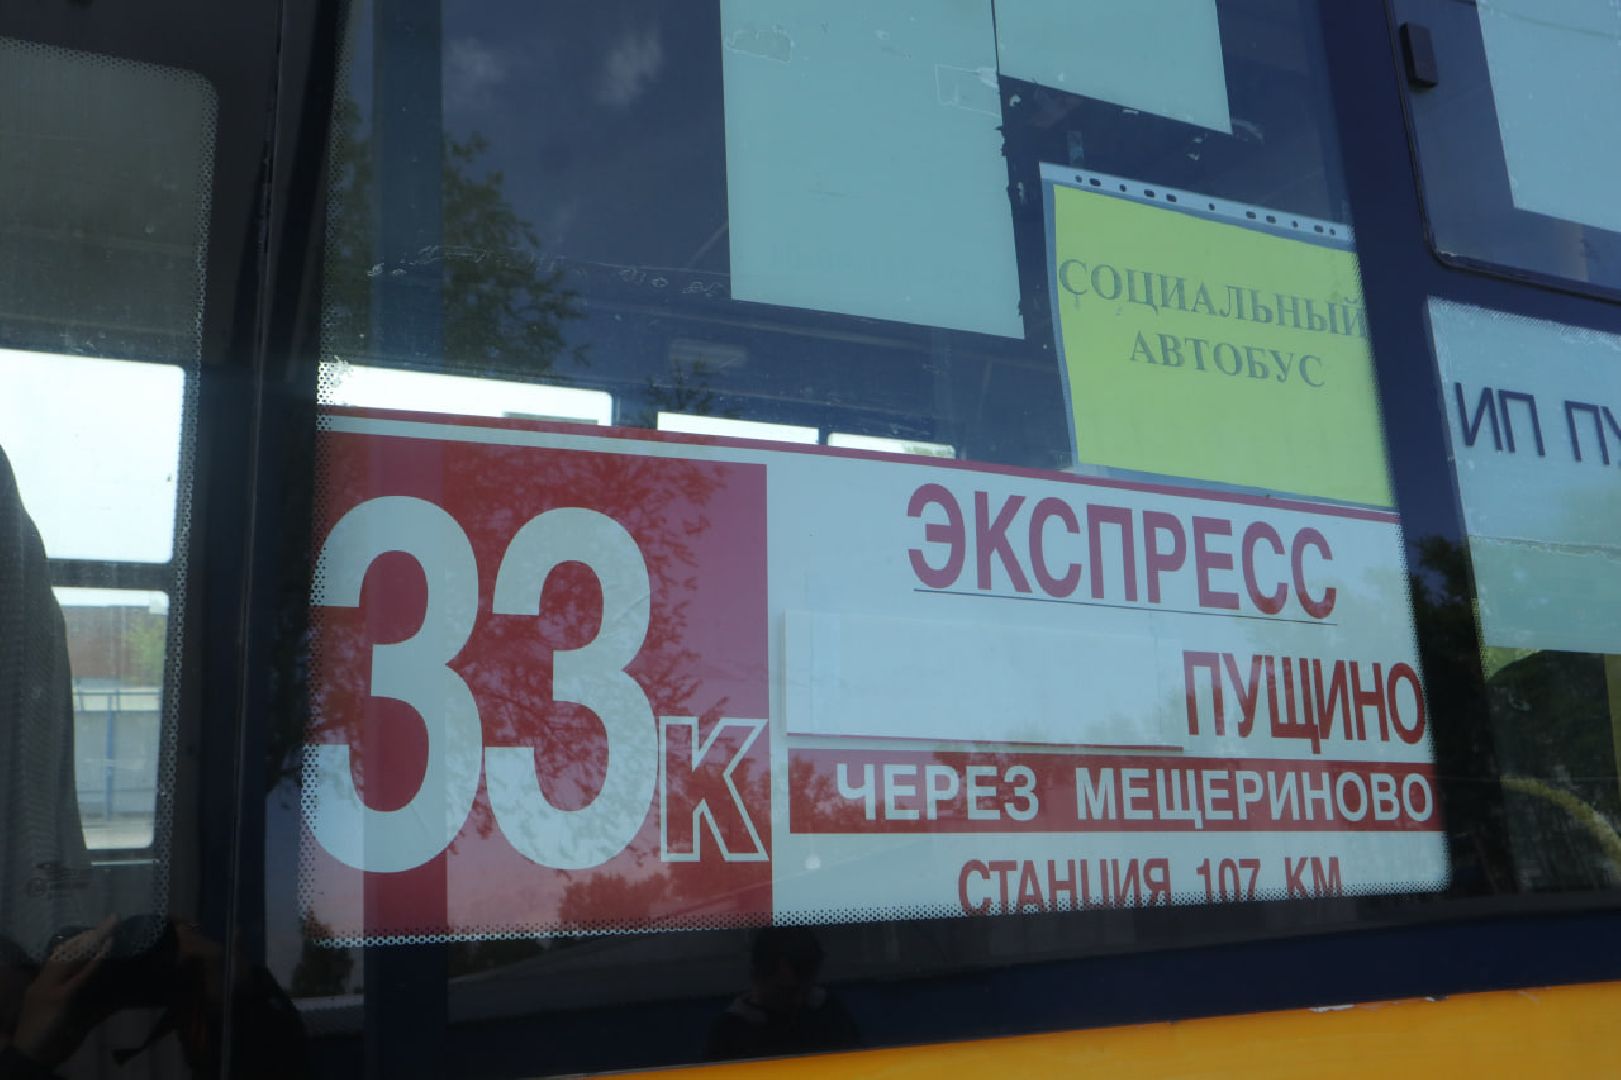 СОЦИАЛЬНЫЙ
АВТОБУС
ИП ПУ
33К
ЭКСПРЕСС
ПУЩИНО
ЧЕРЕЗ МЕЩЕРИНОВО
СТАНЦИЯ 107 КМ